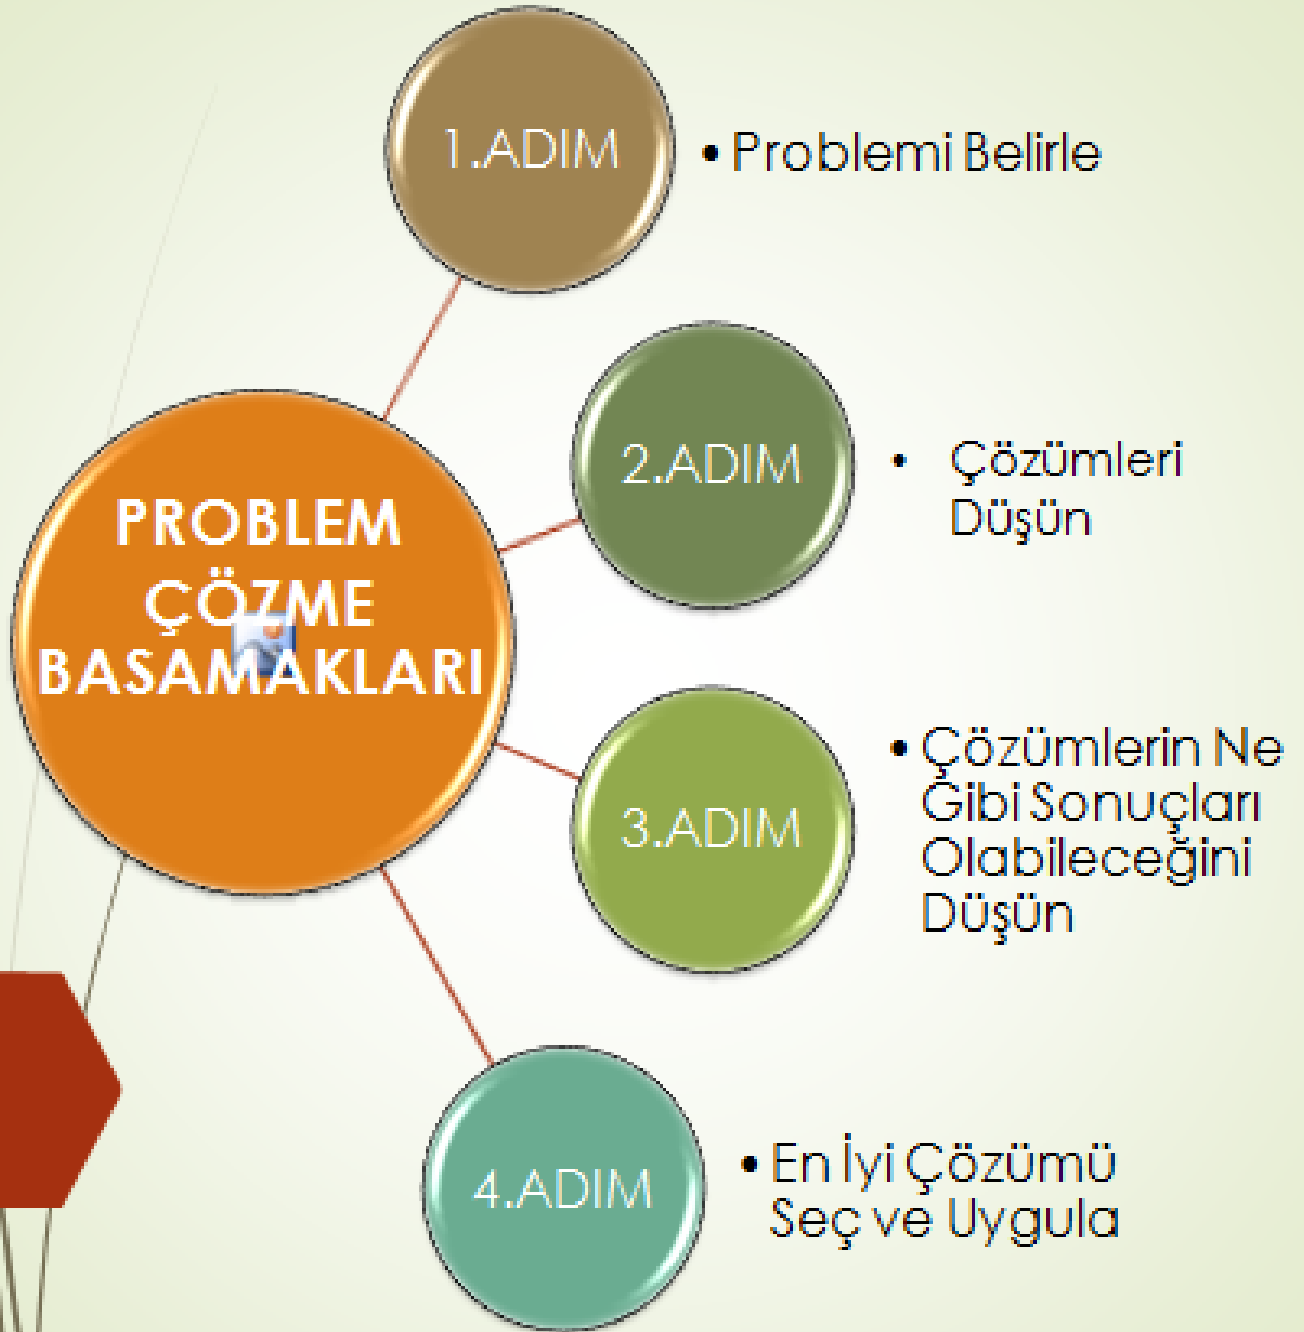 1.ADIM
• Problemi Belirle
PROBLEM
ÇÖZME
BASAMAKLARI
2.ADIM
• Çözümleri
Düşün
3.ADIM
• Çözümlerin Ne
Gibi Sonuçları
Olabileceğini
Düşün
4.ADIM
• En İyi Çözümü
Seç ve Uygula